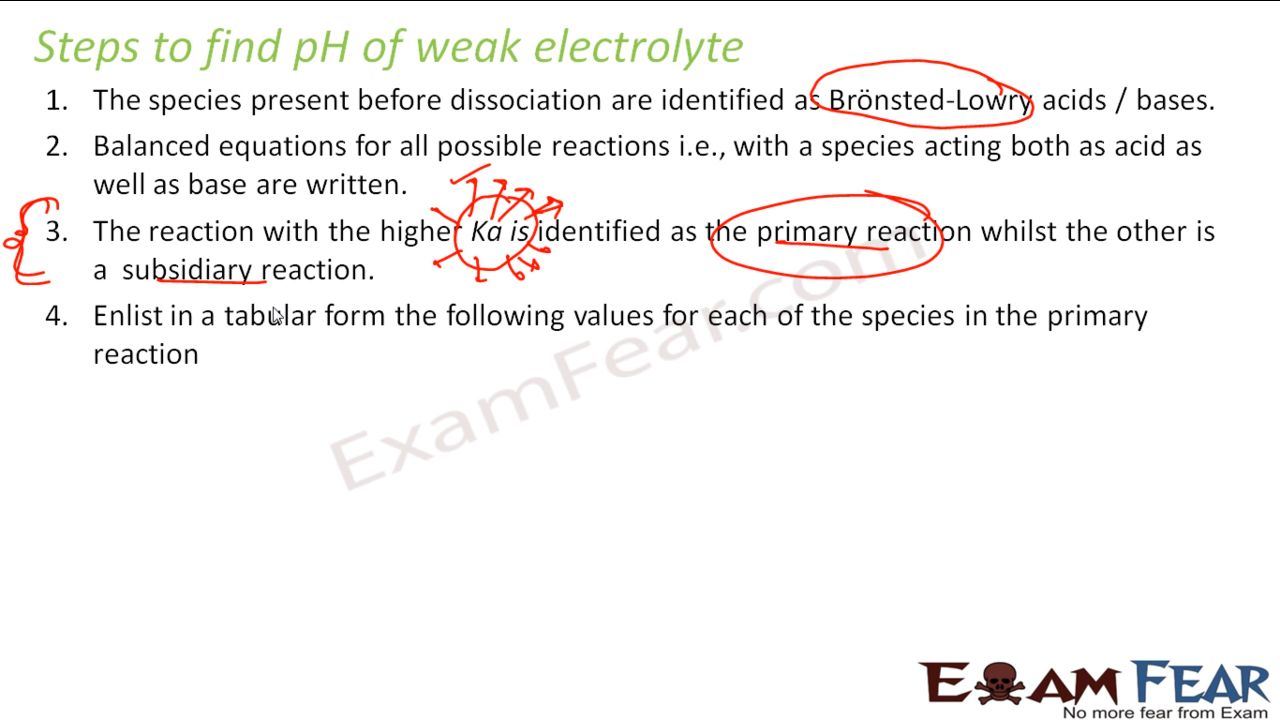 Steps to find pH of weak electrolyte
1. The species present before dissociation are identified as Brönsted-Lowry acids / bases.
2. Balanced equations for all possible reactions i.e., with a species acting both as acid as
well as base are written.
3. The reaction with the higher Ka is identified as the primary reaction whilst the other is
a subsidiary reaction.
4. Enlist in a tabular form the following values for each of the species in the primary
reaction
ExamFear.com
EXAM FEAR
No more fear from Exam